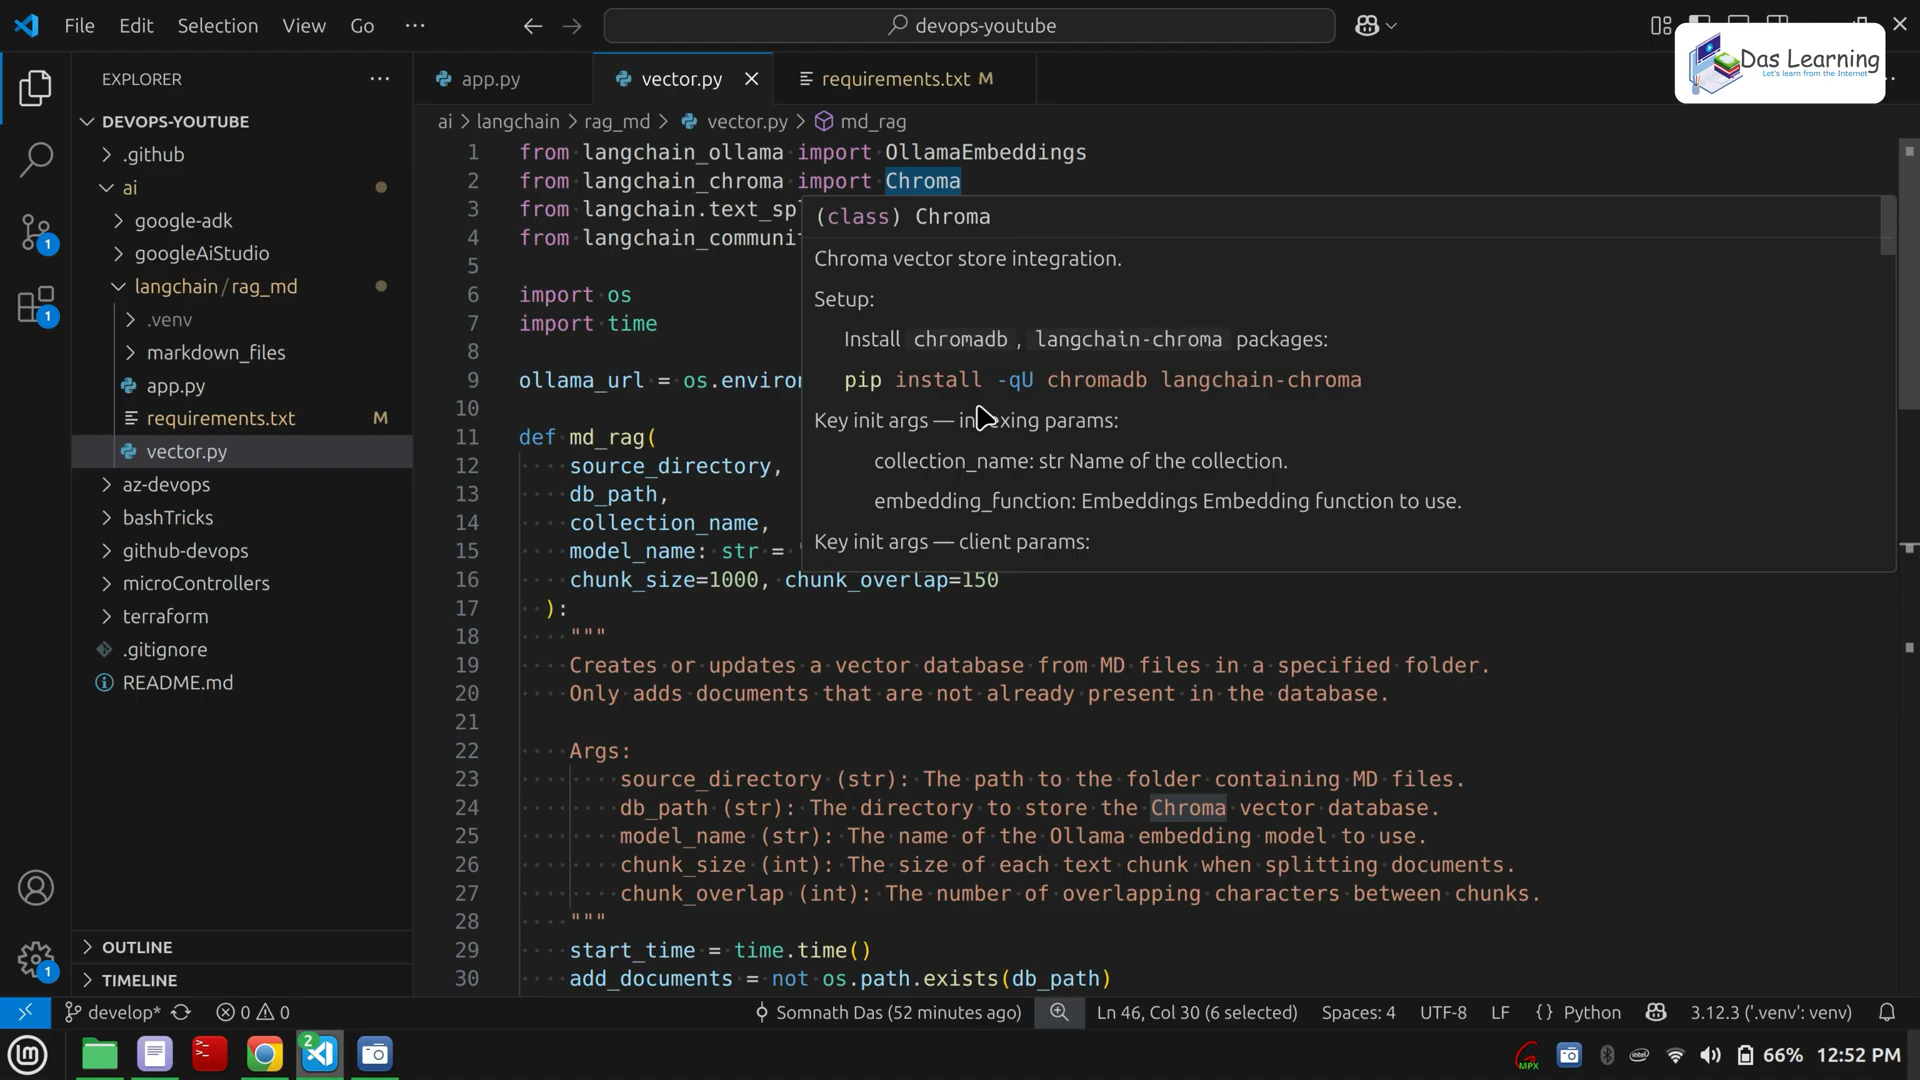 File Edit Selection View Go ···
devops-youtube
Das Learning
Let's learn from the Internet
EXPLORER
app.py
vector.py
requirements.txt M
DEVOPS-YOUTUBE
ai > langchain > rag_md > vector.py > md_rag
.github
ai
google-adk
googleAiStudio
langchain / rag_md
.venv
markdown_files
app.py
requirements.txt M
vector.py
az-devops
bashTricks
github-devops
microControllers
terraform
.gitignore
README.md
OUTLINE
TIMELINE
1 from langchain_ollama import OllamaEmbeddings
2 from langchain_chroma import Chroma
3 from langchain.text_sp
4 from langchain_communi
5
6 import os
7 import time
8
9 ollama_url = os.environ
10
11 def md_rag(
12 source_directory,
13 db_path,
14 collection_name,
15 model_name: str =
16 chunk_size=1000, chunk_overlap=150
17 ):
18 """
19 Creates or updates a vector database from MD files in a specified folder.
20 Only adds documents that are not already present in the database.
21
22 Args:
23 source_directory (str): The path to the folder containing MD files.
24 db_path (str): The directory to store the Chroma vector database.
25 model_name (str): The name of the Ollama embedding model to use.
26 chunk_size (int): The size of each text chunk when splitting documents.
27 chunk_overlap (int): The number of overlapping characters between chunks.
28 """
29 start_time = time.time()
30 add_documents = not os.path.exists(db_path)
(class) Chroma
Chroma vector store integration.
Setup:
Install chromadb, langchain-chroma packages:
pip install -qU chromadb langchain-chroma
Key init args — indexing params:
collection_name: str Name of the collection.
embedding_function: Embeddings Embedding function to use.
Key init args — client params:
1
1
1
develop* 0 0
Somnath Das (52 minutes ago)
Ln 46, Col 30 (6 selected)
Spaces: 4
UTF-8
LF
{} Python
3.12.3 ('.venv': venv)
2
MPX
intel
66% 12:52 PM